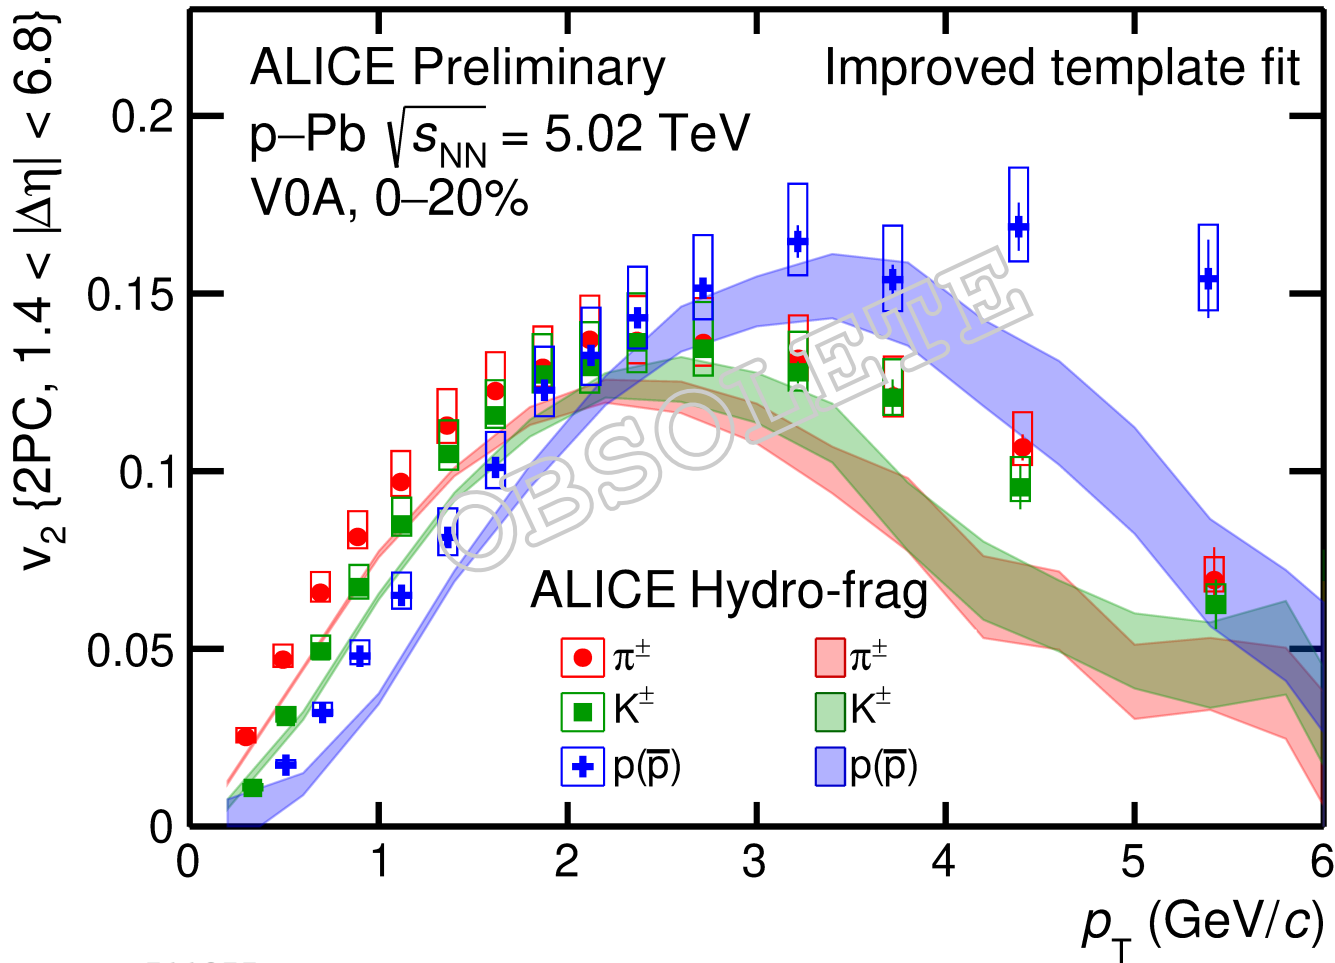 v2 {2PC, 1.4 < |Δη| < 6.8}
ALICE Preliminary
Improved template fit
p–Pb √sNN = 5.02 TeV
V0A, 0–20%
0.2
0.15
0.1
0.05
0
OBSOLETE
ALICE Hydro-frag
π± π±
K± K±
p(p̅) p(p̅)
0 1 2 3 4 5 6
pT (GeV/c)